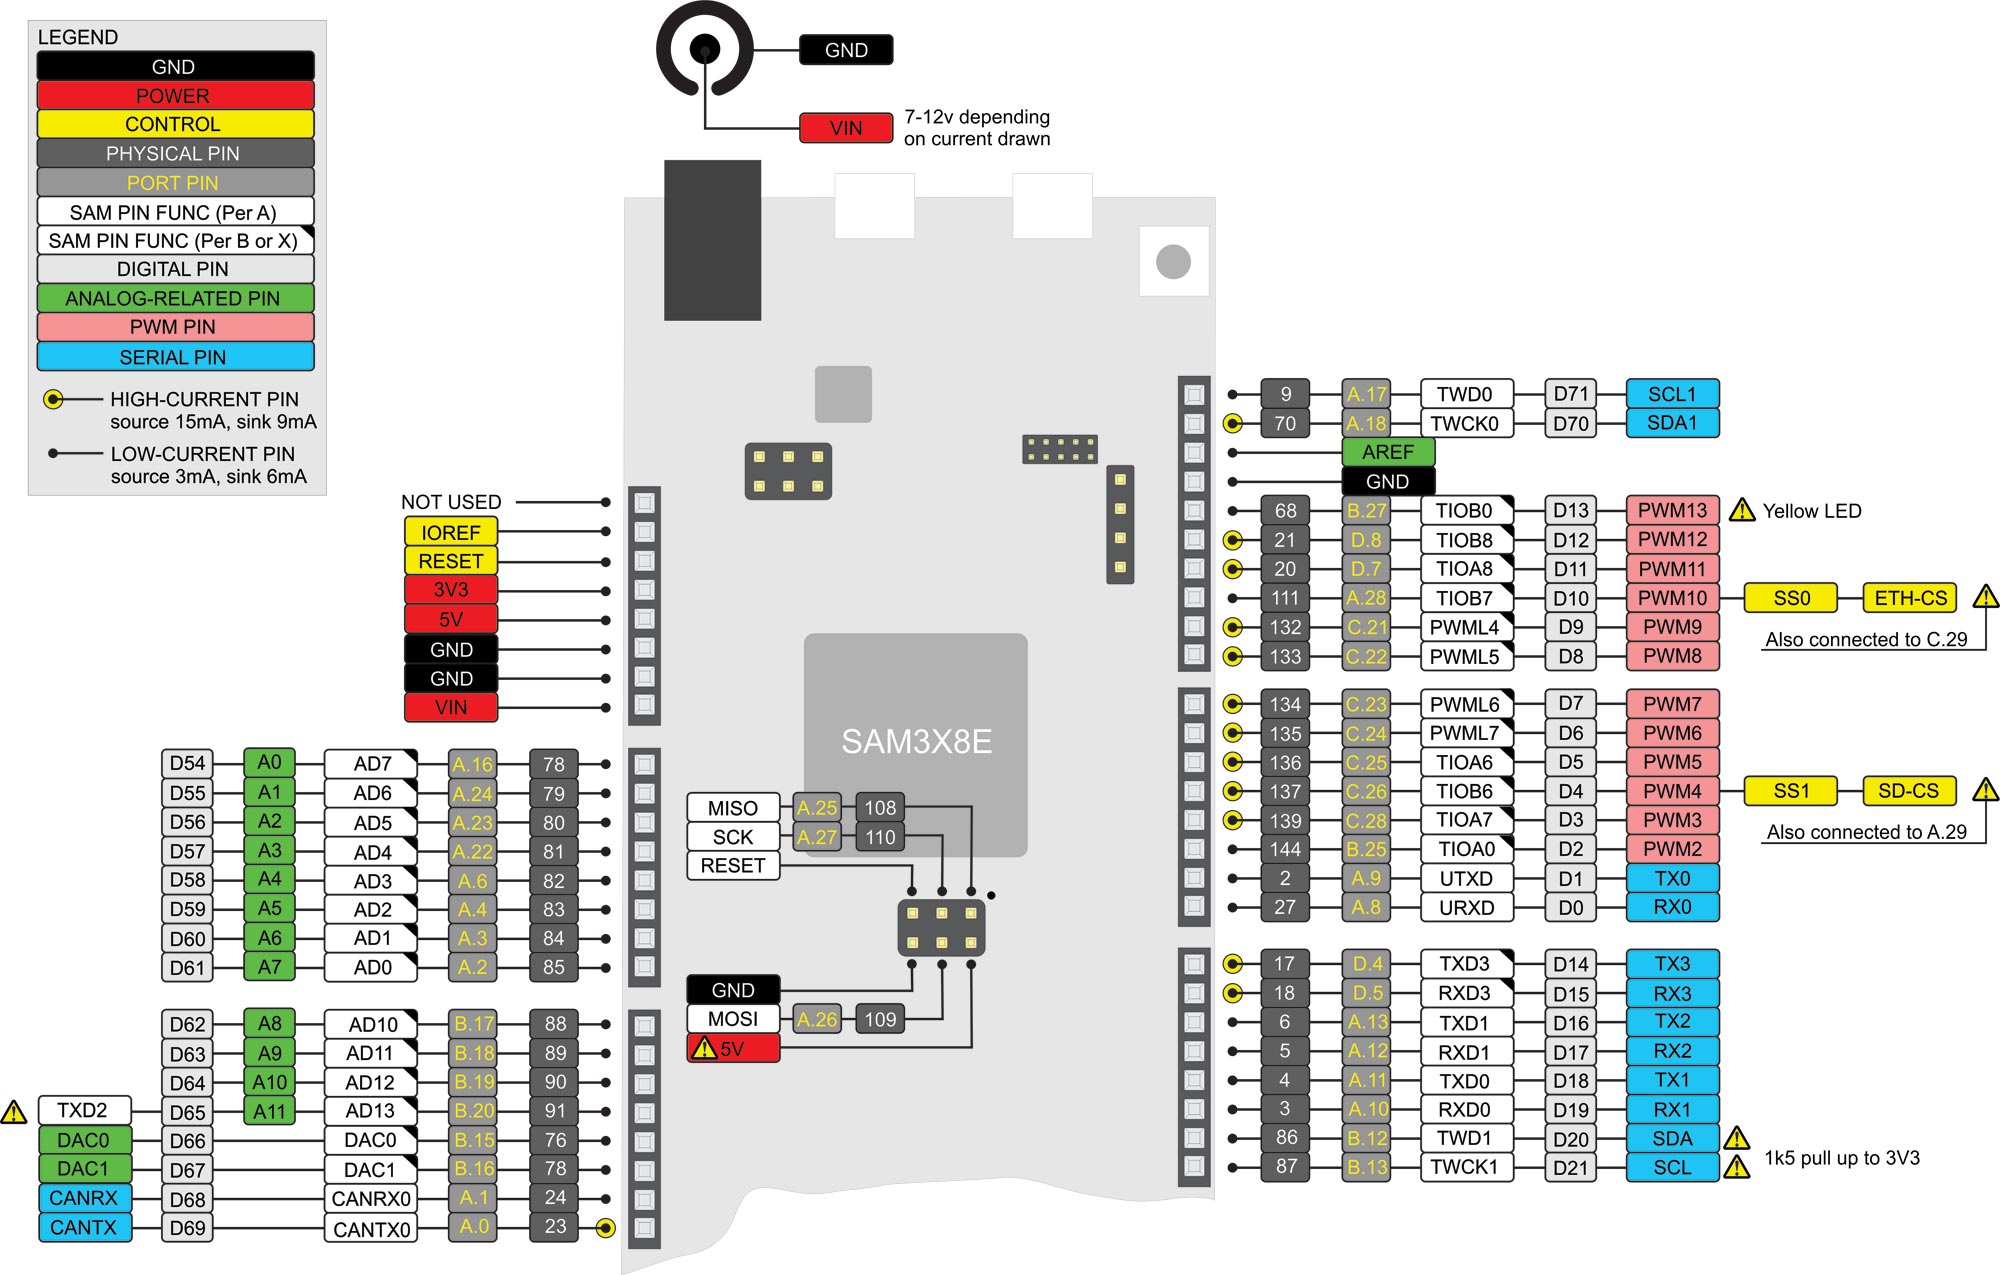 LEGEND
GND
POWER
CONTROL
PHYSICAL PIN
PORT PIN
SAM PIN FUNC (Per A)
SAM PIN FUNC (Per B or X)
DIGITAL PIN
ANALOG-RELATED PIN
PWM PIN
SERIAL PIN
HIGH-CURRENT PIN
source 15mA, sink 9mA
LOW-CURRENT PIN
source 3mA, sink 6mA
GND
VIN
7-12v depending
on current drawn
NOT USED
IOREF
RESET
3V3
5V
GND
GND
VIN
D54 A0 AD7 A.16 78
D55 A1 AD6 A.24 79
D56 A2 AD5 A.23 80
D57 A3 AD4 A.22 81
D58 A4 AD3 A.6 82
D59 A5 AD2 A.4 83
D60 A6 AD1 A.3 84
D61 A7 AD0 A.2 85
D62 A8 AD10 B.17 88
D63 A9 AD11 B.18 89
D64 A10 AD12 B.19 90
TXD2 D65 A11 AD13 B.20 91
DAC0 D66 DAC0 B.15 76
DAC1 D67 DAC1 B.16 78
CANRX D68 CANRX0 A.1 24
CANTX D69 CANTX0 A.0 23
SAM3X8E
MISO A.25 108
SCK A.27 110
RESET
GND
MOSI A.26 109
5V
9 A.17 TWD0 D71 SCL1
70 A.18 TWCK0 D70 SDA1
AREF
GND
68 B.27 TIOB0 D13 PWM13 Yellow LED
21 D.8 TIOB8 D12 PWM12
20 D.7 TIOA8 D11 PWM11
111 A.28 TIOB7 D10 PWM10 SS0 ETH-CS
132 C.21 PWML4 D9 PWM9
Also connected to C.29
133 C.22 PWML5 D8 PWM8
134 C.23 PWML6 D7 PWM7
135 C.24 PWML7 D6 PWM6
136 C.25 TIOA6 D5 PWM5
137 C.26 TIOB6 D4 PWM4 SS1 SD-CS
139 C.28 TIOA7 D3 PWM3
Also connected to A.29
144 B.25 TIOA0 D2 PWM2
2 A.9 UTXD D1 TX0
27 A.8 URXD D0 RX0
17 D.4 TXD3 D14 TX3
18 D.5 RXD3 D15 RX3
6 A.13 TXD1 D16 TX2
5 A.12 RXD1 D17 RX2
4 A.11 TXD0 D18 TX1
3 A.10 RXD0 D19 RX1
86 B.12 TWD1 D20 SDA
1k5 pull up to 3V3
87 B.13 TWCK1 D21 SCL